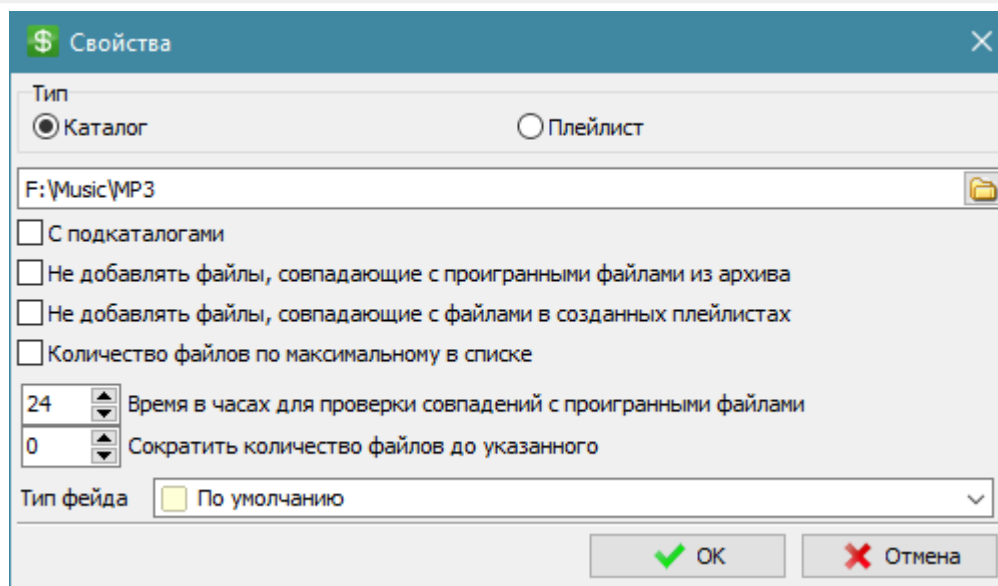 Свойства
Тип
Каталог
Плейлист
F:\Music\MP3
С подкаталогами
Не добавлять файлы, совпадающие с проигранными файлами из архива
Не добавлять файлы, совпадающие с файлами в созданных плейлистах
Количество файлов по максимальному в списке
24 Время в часах для проверки совпадений с проигранными файлами
0 Сократить количество файлов до указанного
Тип фейда По умолчанию
OK Отмена